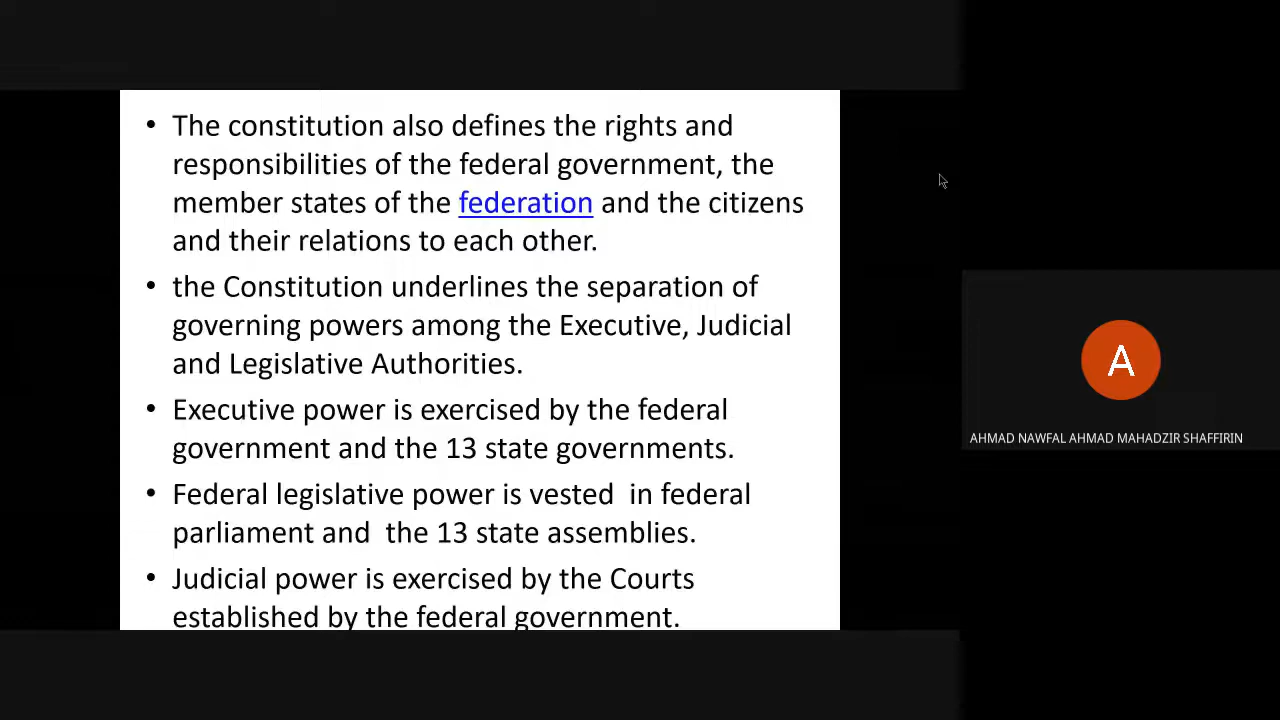 • The constitution also defines the rights and
responsibilities of the federal government, the
member states of the federation and the citizens
and their relations to each other.
• the Constitution underlines the separation of
governing powers among the Executive, Judicial
and Legislative Authorities.
• Executive power is exercised by the federal
government and the 13 state governments.
• Federal legislative power is vested  in federal
parliament and  the 13 state assemblies.
• Judicial power is exercised by the Courts
established by the federal government.
A
AHMAD NAWFAL AHMAD MAHADZIR SHAFFIRIN